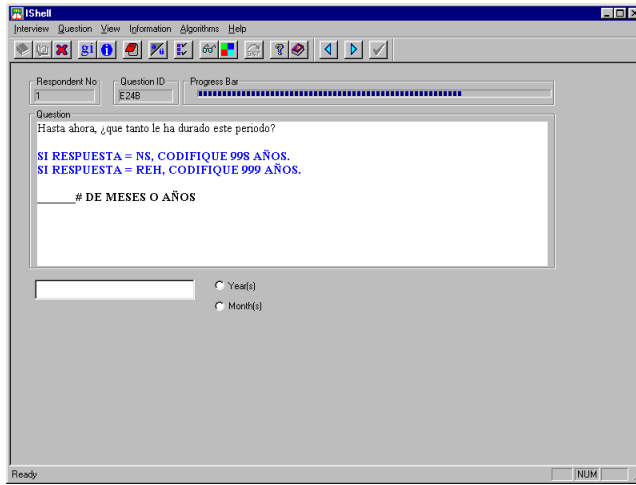 IShell
Interview Question View Information Algorithms Help
gi
Respondent No
Question ID
Progress Bar
1
E24B
Question
Hasta ahora, ¿que tanto le ha durado este periodo?
SI RESPUESTA = NS, CODIFIQUE 998 AÑOS.
SI RESPUESTA = REH, CODIFIQUE 999 AÑOS.
______# DE MESES O AÑOS
Year(s)
Month(s)
Ready
NUM